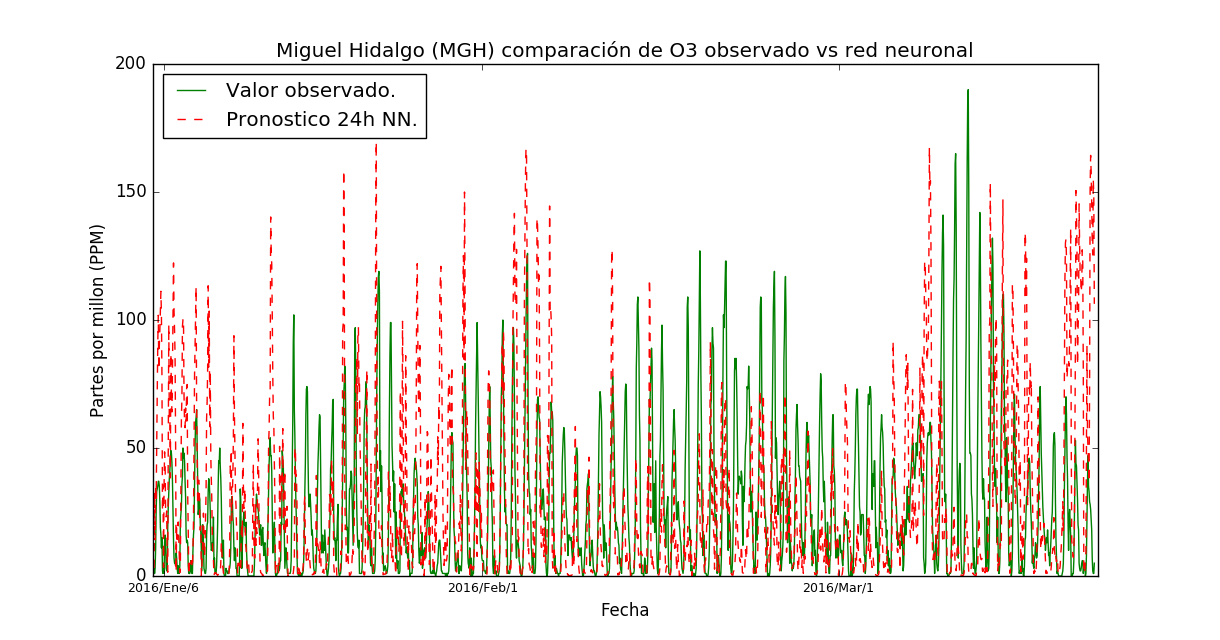 Miguel Hidalgo (MGH) comparación de O3 observado vs red neuronal
200
Valor observado.
Pronostico 24h NN.
150
Partes por millon (PPM)
100
50
0
2016/Ene/6 2016/Feb/1 2016/Mar/1
Fecha